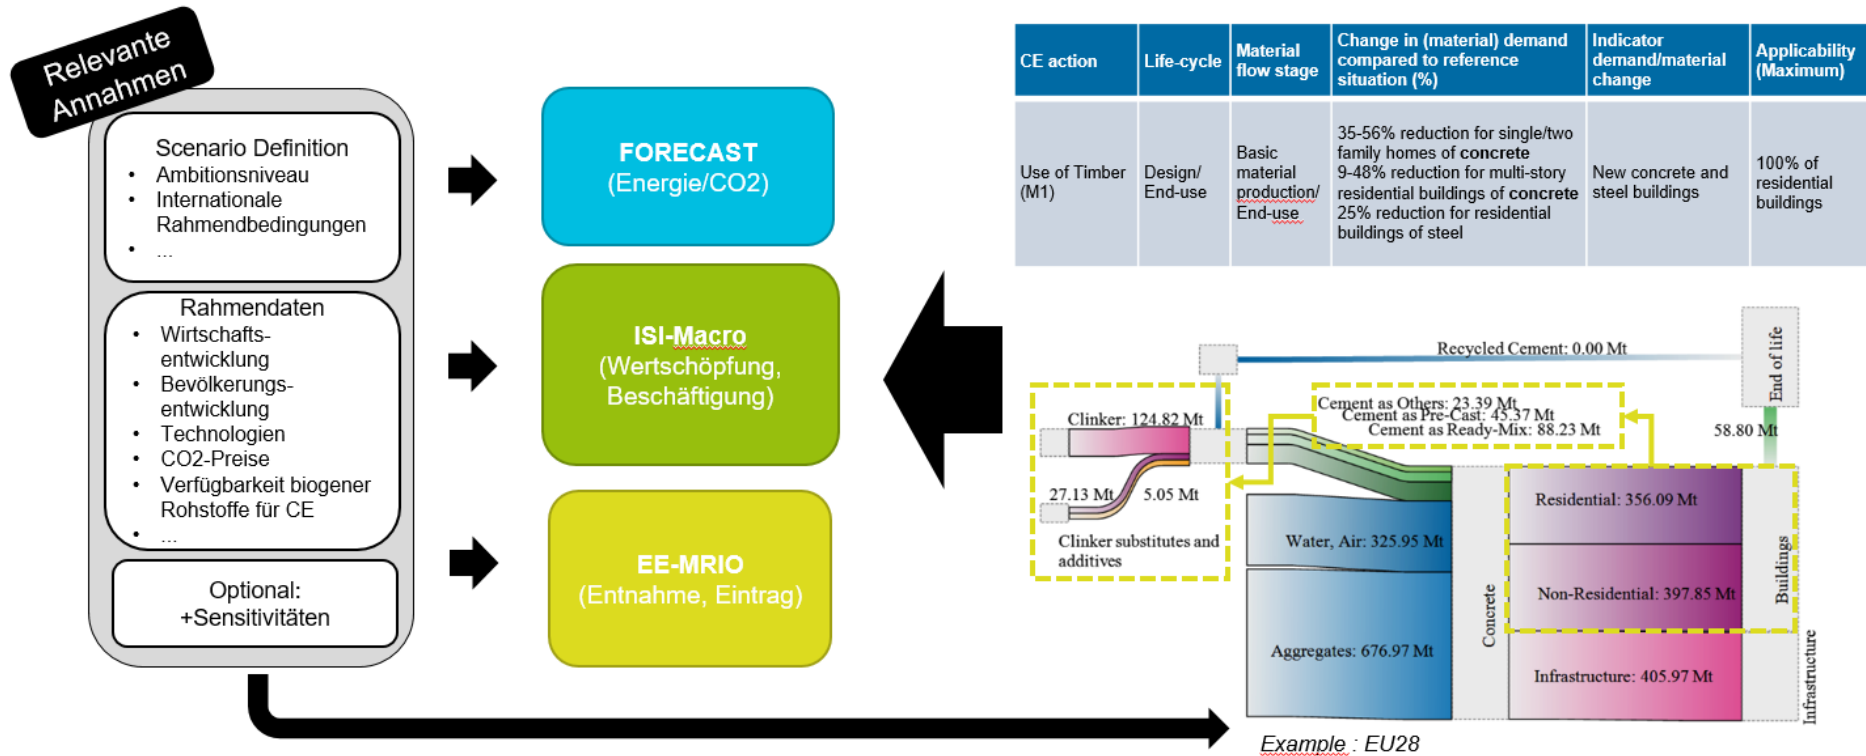 Relevante
Annahmen
Scenario Definition
• Ambitionsniveau
• Internationale
Rahmendbedingungen
• ...
Rahmendaten
• Wirtschafts-
entwicklung
• Bevölkerungs-
entwicklung
• Technologien
• CO2-Preise
• Verfügbarkeit biogener
Rohstoffe für CE
• ...
Optional:
+Sensitivitäten
FORECAST
(Energie/CO2)
ISI-Macro
(Wertschöpfung,
Beschäftigung)
EE-MRIO
(Entnahme, Eintrag)
CE action
Life-cycle
Material
flow stage
Change in (material) demand
compared to reference
situation (%)
Indicator
demand/material
change
Applicability
(Maximum)
Use of Timber
(M1)
Design/
End-use
Basic
material
production/
End-use
35-56% reduction for single/two
family homes of concrete
9-48% reduction for multi-story
residential buildings of concrete
25% reduction for residential
buildings of steel
New concrete and
steel buildings
100% of
residential
buildings
Recycled Cement: 0.00 Mt
End of life
Clinker: 124.82 Mt
Cement as Others: 23.39 Mt
Cement as Pre-Cast: 45.37 Mt
Cement as Ready-Mix: 88.23 Mt
58.80 Mt
27.13 Mt
5.05 Mt
Clinker substitutes and
additives
Water, Air: 325.95 Mt
Aggregates: 676.97 Mt
Concrete
Residential: 356.09 Mt
Non-Residential: 397.85 Mt
Infrastructure: 405.97 Mt
Buildings
Infrastructure
Example : EU28